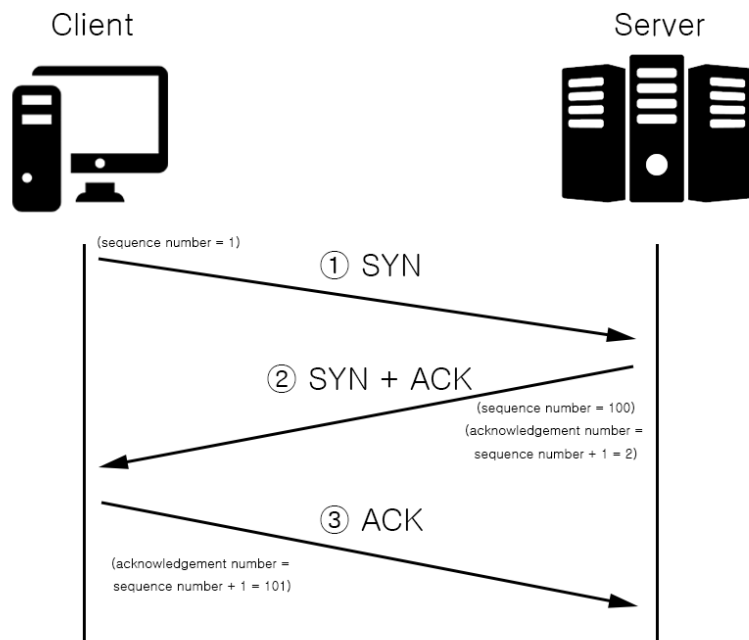 Client
Server
(sequence number = 1)
① SYN
② SYN + ACK
(sequence number = 100)
(acknowledgement number =
sequence number + 1 = 2)
③ ACK
(acknowledgement number =
sequence number + 1 = 101)